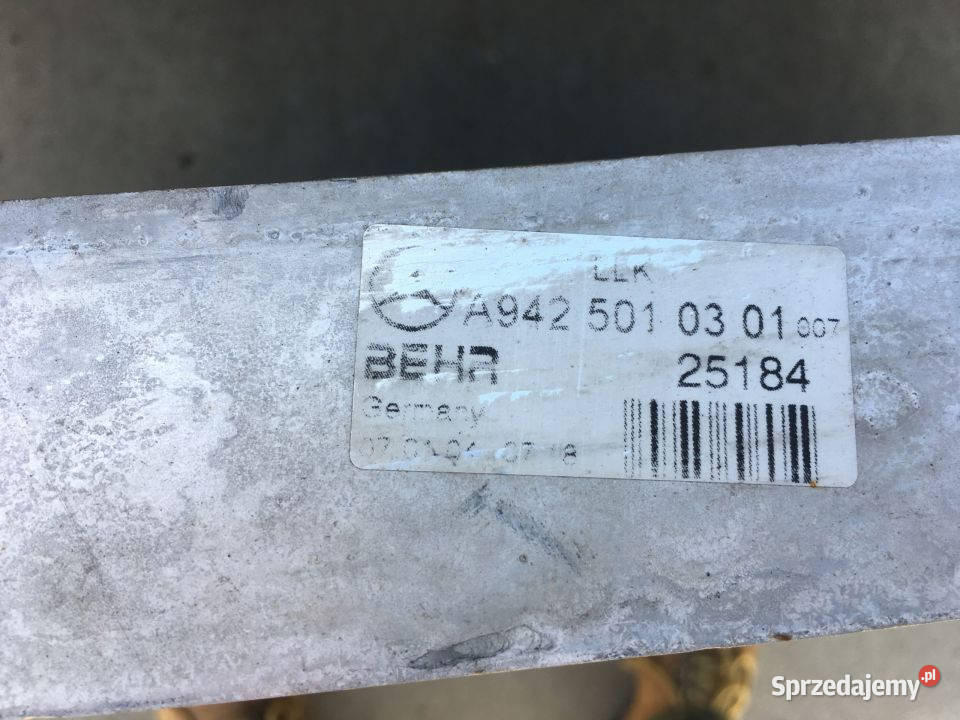 LLK
A942 501 03 01 007
BEHR 25184
Germany
Sprzedajemy.pl